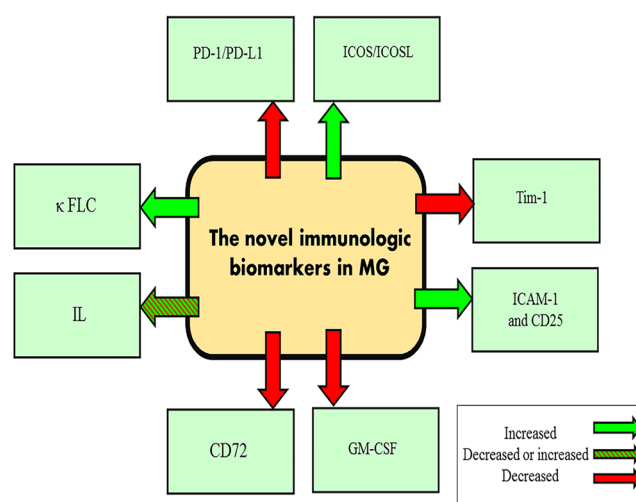 PD-1/PD-L1
ICOS/ICOSL
κ FLC
Tim-1
The novel immunologic
biomarkers in MG
IL
ICAM-1
and CD25
CD72
GM-CSF
Increased
Decreased or increased
Decreased